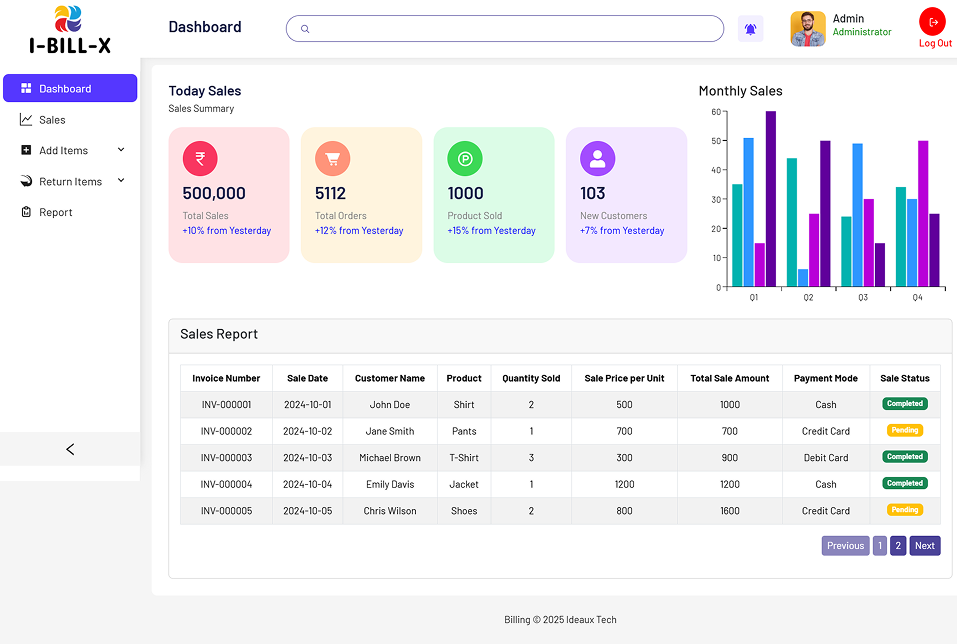 I-BILL-X
Dashboard
Admin
Administrator
Log Out
Dashboard
Sales
Add Items
Return Items
Report
Today Sales
Sales Summary
500,000
Total Sales
+10% from Yesterday
5112
Total Orders
+12% from Yesterday
P
1000
Product Sold
+15% from Yesterday
103
New Customers
+7% from Yesterday
Monthly Sales
60
50
40
30
20
10
0
Q1 Q2 Q3 Q4
Sales Report
Invoice Number Sale Date Customer Name Product Quantity Sold Sale Price per Unit Total Sale Amount Payment Mode Sale Status
INV-000001 2024-10-01 John Doe Shirt 2 500 1000 Cash Completed
INV-000002 2024-10-02 Jane Smith Pants 1 700 700 Credit Card Pending
INV-000003 2024-10-03 Michael Brown T-Shirt 3 300 900 Debit Card Completed
INV-000004 2024-10-04 Emily Davis Jacket 1 1200 1200 Cash Completed
INV-000005 2024-10-05 Chris Wilson Shoes 2 800 1600 Credit Card Pending
Previous 1 2 Next
Billing © 2025 Ideaux Tech